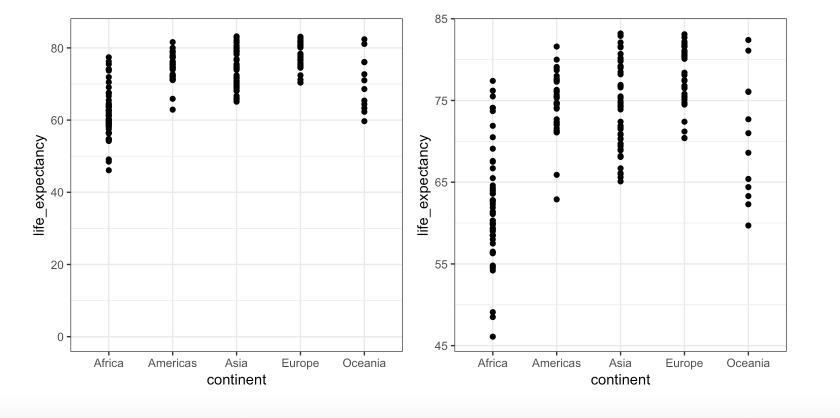 life_expectancy
80
60
40
20
0
Africa Americas Asia Europe Oceania
continent
life_expectancy
85
75
65
55
45
Africa Americas Asia Europe Oceania
continent